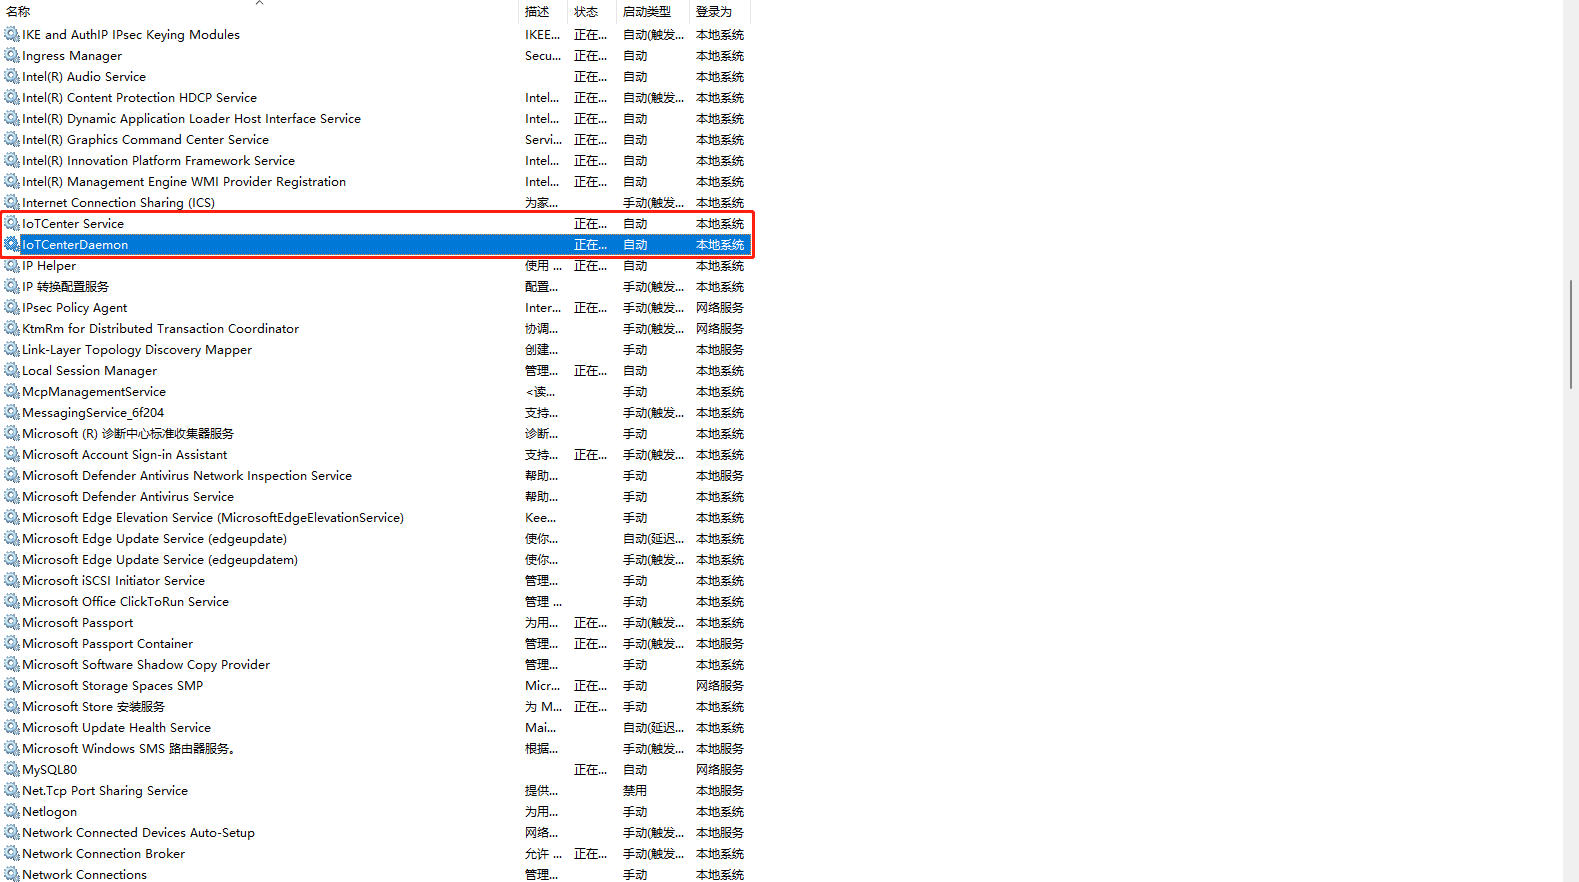 名称 描述 状态 启动类型 登录为
IKE and AuthIP IPsec Keying Modules IKEE... 正在... 自动(触发... 本地系统
Ingress Manager Secu... 正在... 自动 本地系统
Intel(R) Audio Service 正在... 自动 本地系统
Intel(R) Content Protection HDCP Service Intel... 正在... 自动(触发... 本地系统
Intel(R) Dynamic Application Loader Host Interface Service Intel... 正在... 自动 本地系统
Intel(R) Graphics Command Center Service Servi... 正在... 自动 本地系统
Intel(R) Innovation Platform Framework Service Intel... 正在... 自动 本地系统
Intel(R) Management Engine WMI Provider Registration Intel... 正在... 自动 本地系统
Internet Connection Sharing (ICS) 为家... 手动(触发... 本地系统
IoTCenter Service 正在... 自动 本地系统
IoTCenterDaemon 正在... 自动 本地系统
IP Helper 使用 ... 正在... 自动 本地系统
IP 转换配置服务 配置... 手动(触发... 本地系统
IPsec Policy Agent Inter... 正在... 手动(触发... 网络服务
KtmRm for Distributed Transaction Coordinator 协调... 手动(触发... 网络服务
Link-Layer Topology Discovery Mapper 创建... 手动 本地服务
Local Session Manager 管理... 正在... 自动 本地系统
McpManagementService <读... 手动 本地系统
MessagingService_6f204 支持... 手动(触发... 本地系统
Microsoft (R) 诊断中心标准收集器服务 诊断... 手动 本地系统
Microsoft Account Sign-in Assistant 支持... 正在... 手动(触发... 本地系统
Microsoft Defender Antivirus Network Inspection Service 帮助... 手动 本地服务
Microsoft Defender Antivirus Service 帮助... 手动 本地系统
Microsoft Edge Elevation Service (MicrosoftEdgeElevationService) Kee... 手动 本地系统
Microsoft Edge Update Service (edgeupdate) 使你... 自动(延迟... 本地系统
Microsoft Edge Update Service (edgeupdatem) 使你... 手动(触发... 本地系统
Microsoft iSCSI Initiator Service 管理... 手动 本地系统
Microsoft Office ClickToRun Service 管理 ... 手动 本地系统
Microsoft Passport 为用... 正在... 手动(触发... 本地系统
Microsoft Passport Container 管理... 正在... 手动(触发... 本地服务
Microsoft Software Shadow Copy Provider 管理... 手动 本地系统
Microsoft Storage Spaces SMP Micr... 正在... 手动 网络服务
Microsoft Store 安装服务 为 M... 正在... 手动 本地系统
Microsoft Update Health Service Mai... 自动(延迟... 本地系统
Microsoft Windows SMS 路由器服务。 根据... 手动(触发... 本地服务
MySQL80 正在... 自动 网络服务
Net.Tcp Port Sharing Service 提供... 禁用 本地服务
Netlogon 为用... 手动 本地系统
Network Connected Devices Auto-Setup 网络... 手动(触发... 本地服务
Network Connection Broker 允许 ... 正在... 手动(触发... 本地系统
Network Connections 管理... 手动 本地系统